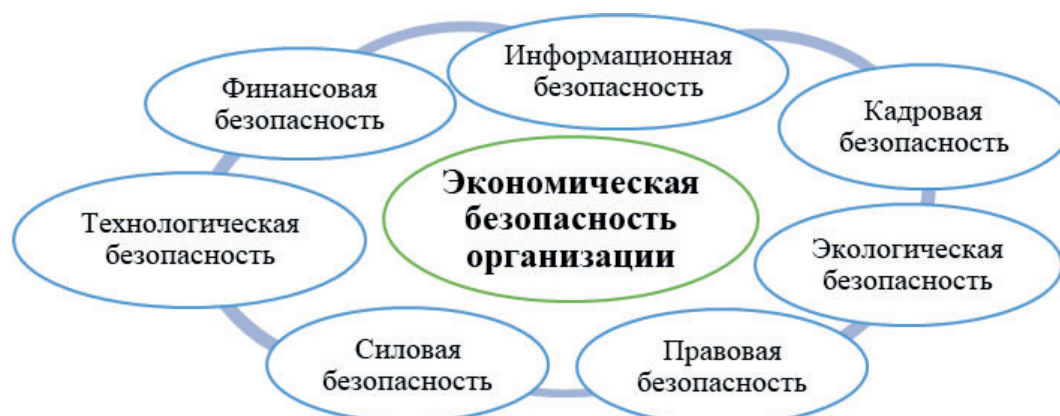 Информационная
безопасность
Кадровая
безопасность
Экологическая
безопасность
Правовая
безопасность
Силовая
безопасность
Технологическая
безопасность
Финансовая
безопасность
Экономическая
безопасность
организации